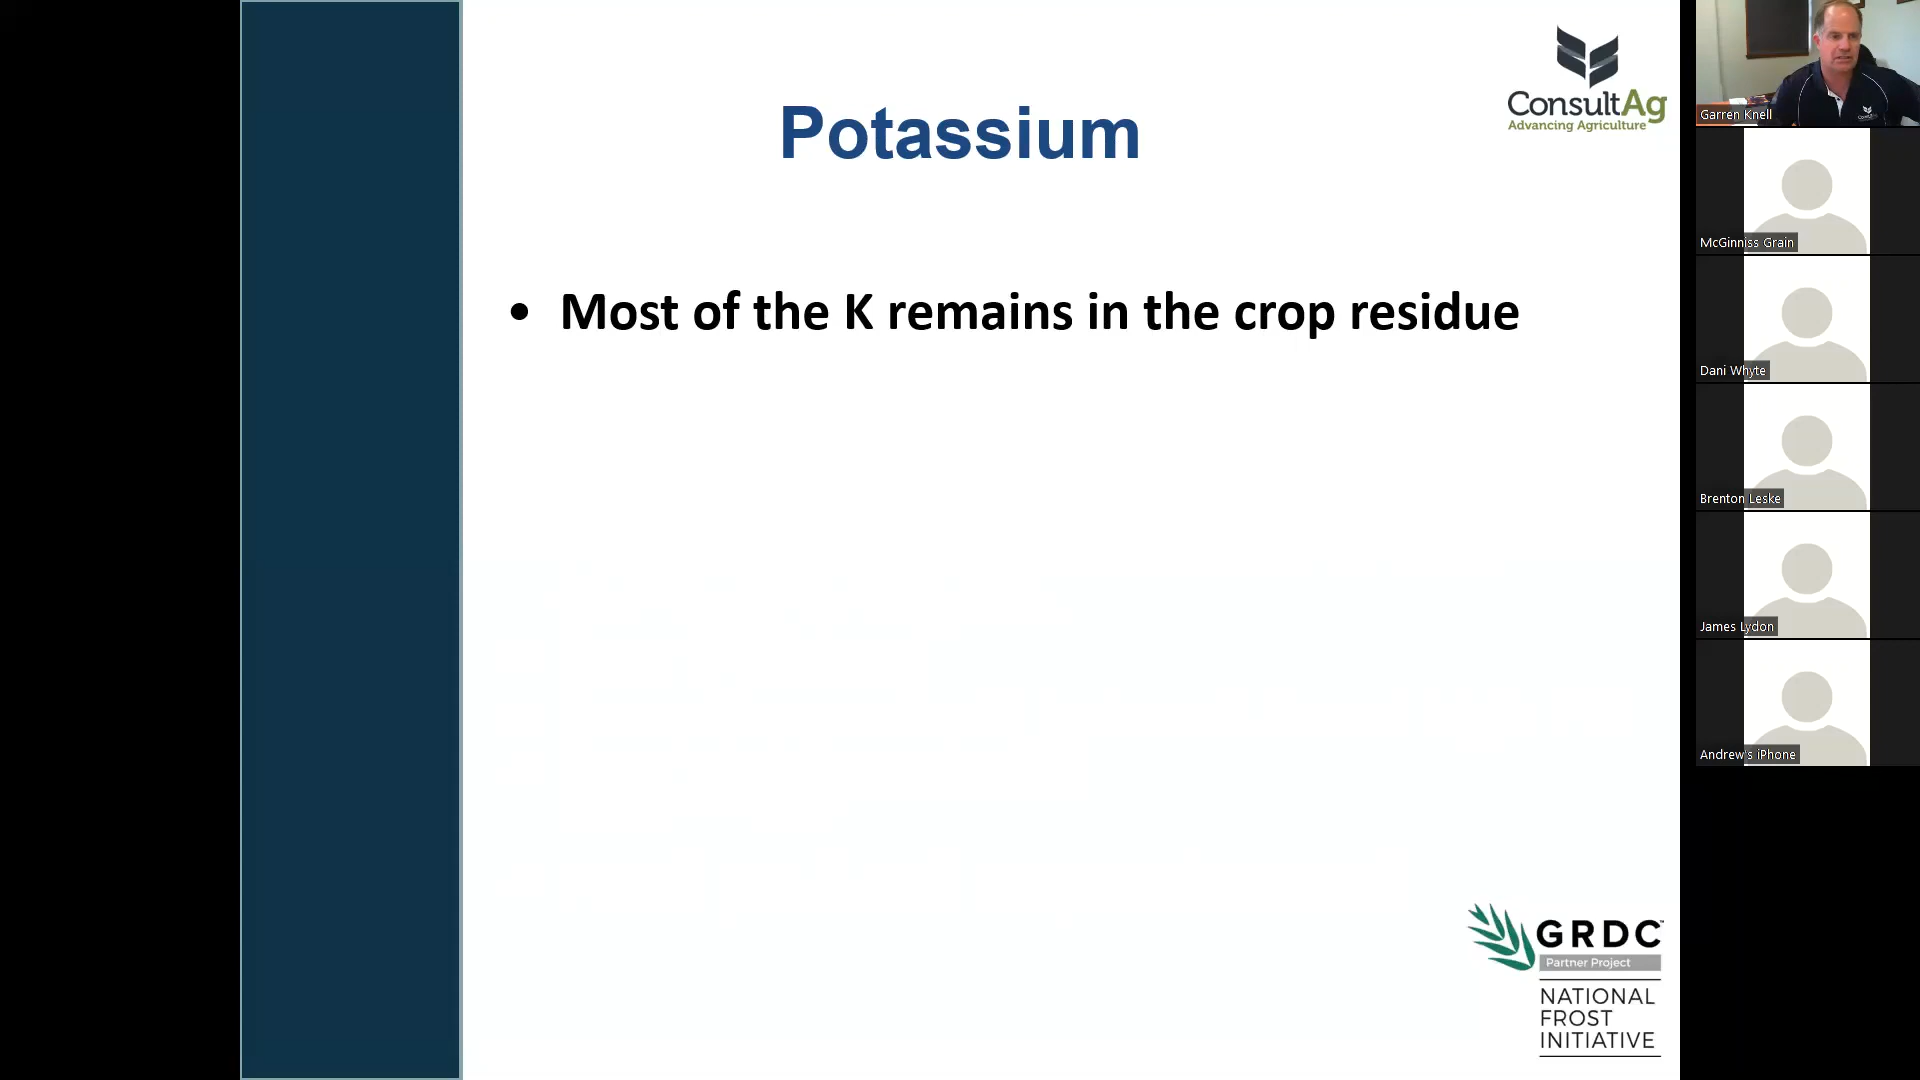 Potassium
ConsultAg
Advancing Agriculture
• Most of the K remains in the crop residue
GRDC™
Partner Project
NATIONAL
FROST
INITIATIVE
Garren Knell
McGinniss Grain
Dani Whyte
Brenton Leske
James Lydon
Andrew's iPhone